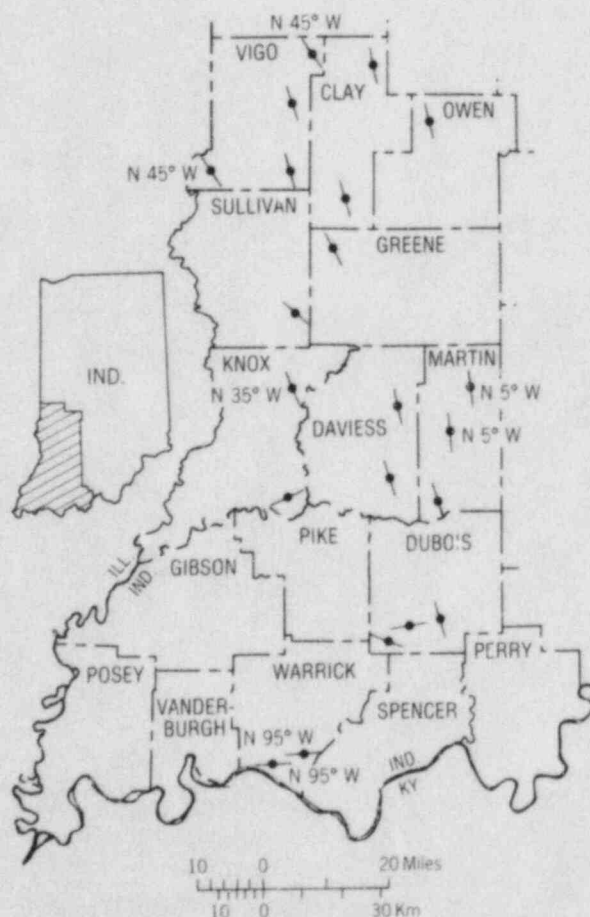 N 45° W
VIGO
CLAY
OWEN
N 45° W
SULLIVAN
GREENE
IND.
KNOX
MARTIN
N 35° W
N 5° W
DAVIESS
N 5° W
PIKE
DUBO'S
ILL
IND
GIBSON
PERRY
POSEY
WARRICK
VANDER-
BURGH
SPENCER
N 95° W
N 95° W
IND
KY
10 0 20 Miles
10 0 30 Km